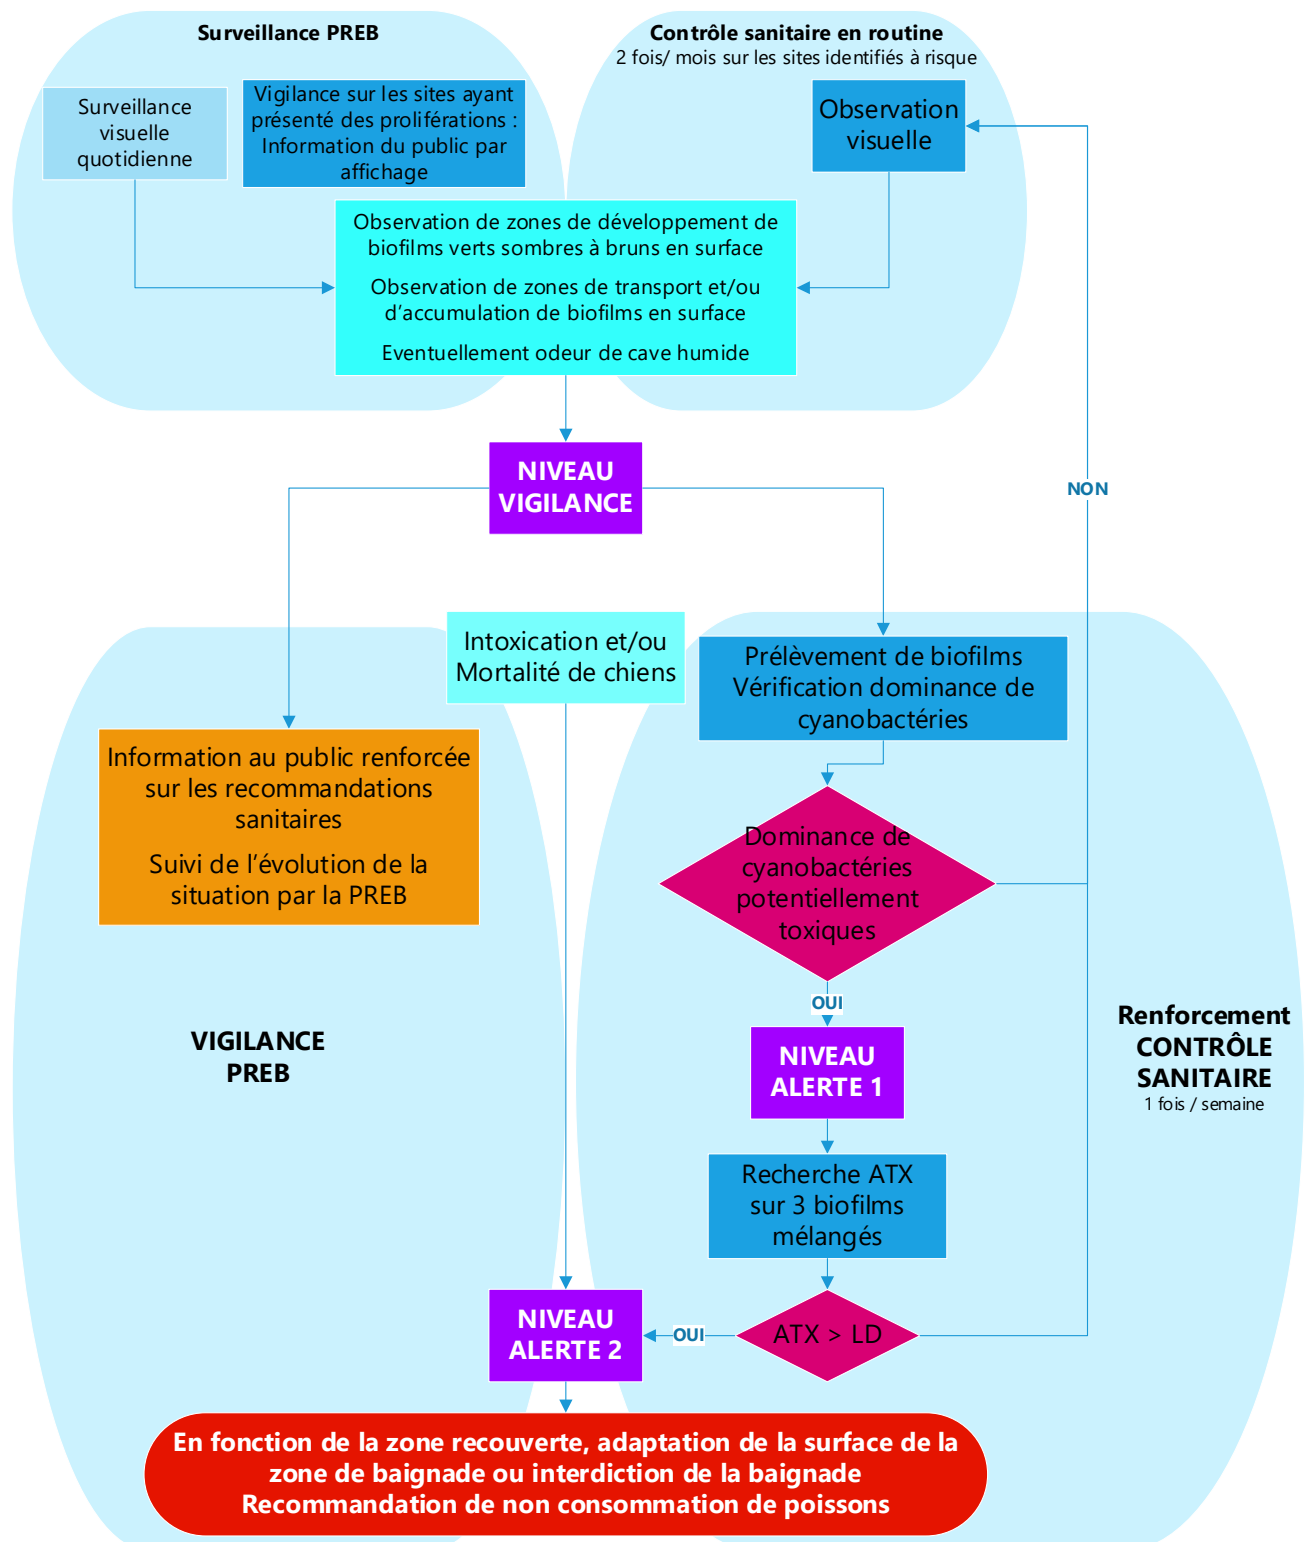 Surveillance PREB
Contrôle sanitaire en routine
2 fois/ mois sur les sites identifiés à risque
Surveillance
visuelle
quotidienne
Vigilance sur les sites ayant
présenté des proliférations :
Information du public par
affichage
Observation
visuelle
Observation de zones de développement de
biofilms verts sombres à bruns en surface
Observation de zones de transport et/ou
d’accumulation de biofilms en surface
Eventuellement odeur de cave humide
NIVEAU
VIGILANCE
NON
Intoxication et/ou
Mortalité de chiens
Prélèvement de biofilms
Vérification dominance de
cyanobactéries
Information au public renforcée
sur les recommandations
sanitaires
Suivi de l’évolution de la
situation par la PREB
Dominance de
cyanobactéries
potentiellement
toxiques
OUI
VIGILANCE
PREB
Renforcement
CONTRÔLE
SANITAIRE
1 fois / semaine
NIVEAU
ALERTE 1
Recherche ATX
sur 3 biofilms
mélangés
NIVEAU
ALERTE 2
OUI
ATX > LD
En fonction de la zone recouverte, adaptation de la surface de la
zone de baignade ou interdiction de la baignade
Recommandation de non consommation de poissons